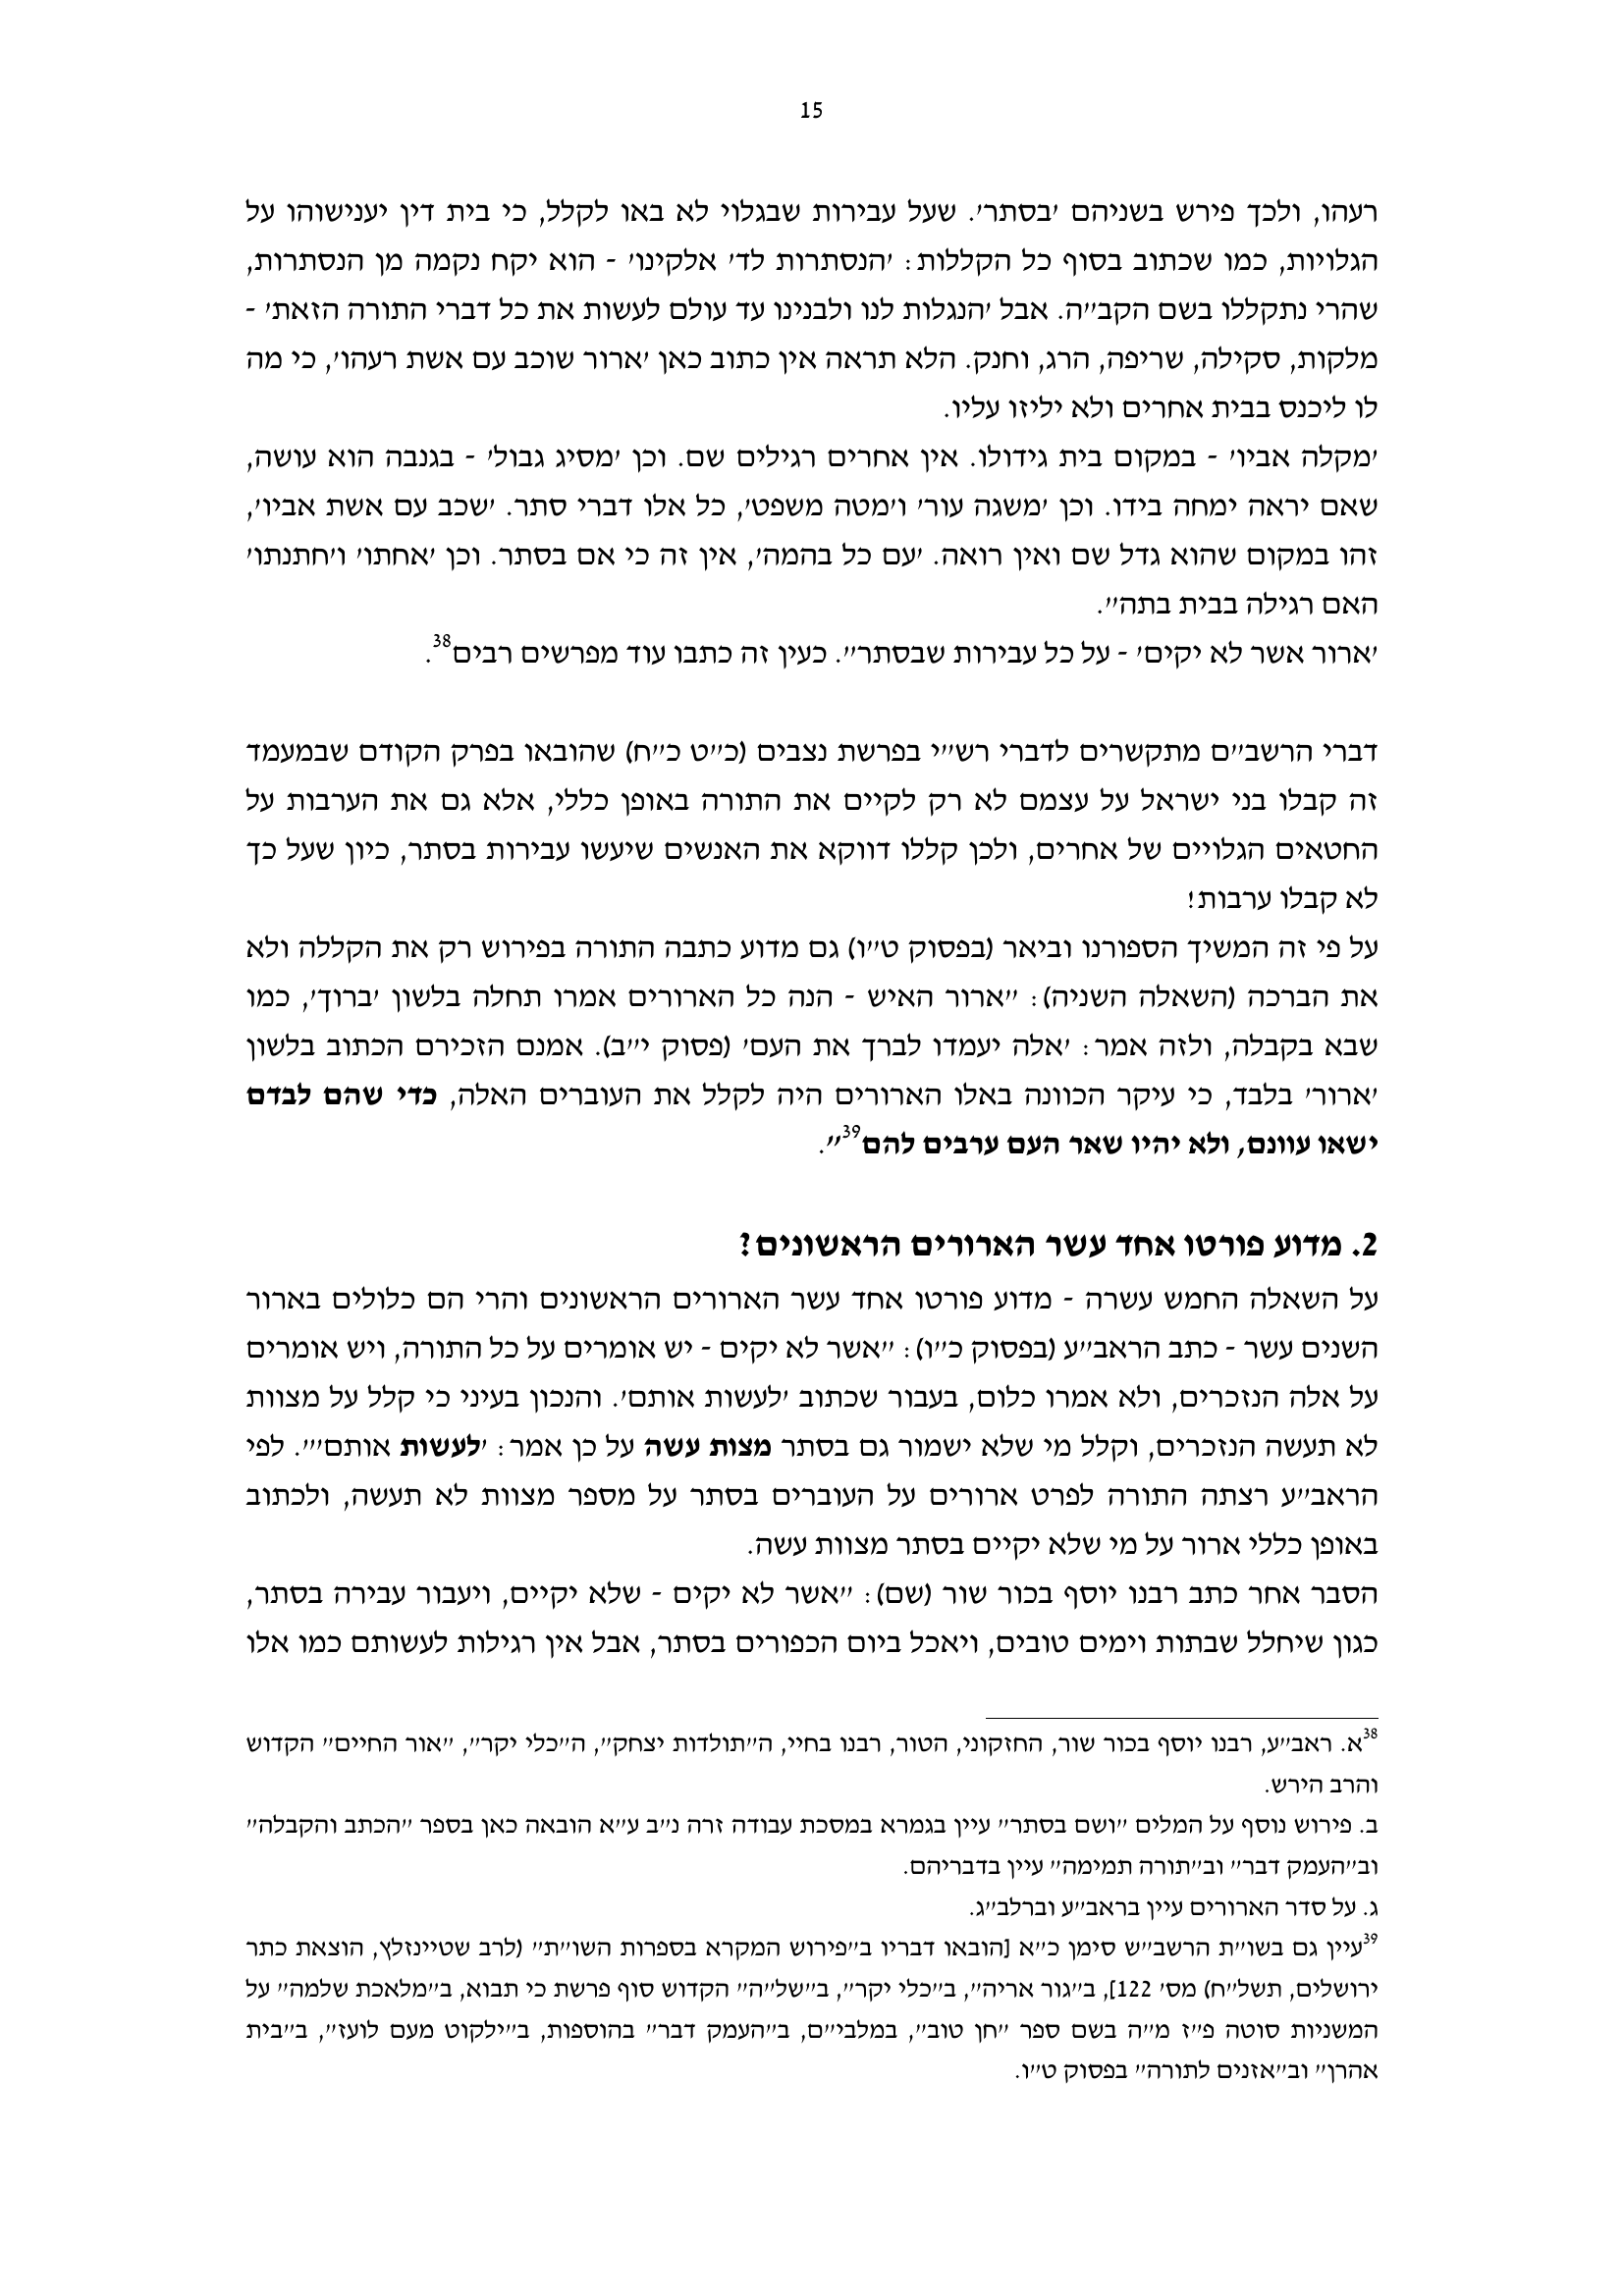 15
רעהו, ולכך פירש בשניהם 'בסתר'. שעל עבירות שבגלוי לא באו לקלל, כי בית דין יענישוהו על
הגלויות, כמו שכתוב בסוף כל הקללות: 'הנסתרות לד' אלקינו' - הוא יקח נקמה מן הנסתרות,
שהרי נתקללו בשם הקב"ה. אבל 'הנגלות לנו ולבנינו עד עולם לעשות את כל דברי התורה הזאת' -
מלקות, סקילה, שריפה, הרג, וחנק. הלא תראה אין כתוב כאן 'ארור שוכב עם אשת רעהו', כי מה
לו ליכנס בבית אחרים ולא יליזו עליו.
'מקלה אביו' - במקום בית גידולו. אין אחרים רגילים שם. וכן 'מסיג גבול' - בגנבה הוא עושה,
שאם יראה ימחה בידו. וכן 'משגה עור' ו'מטה משפט', כל אלו דברי סתר. 'שכב עם אשת אביו',
זהו במקום שהוא גדל שם ואין רואה. 'עם כל בהמה', אין זה כי אם בסתר. וכן 'אחתו' ו'חתנתו'
האם רגילה בבית בתה".
'ארור אשר לא יקים' - על כל עבירות שבסתר". כעין זה כתבו עוד מפרשים רבים38.
דברי הרשב"ם מתקשרים לדברי רש"י בפרשת נצבים (כ"ט כ"ח) שהובאו בפרק הקודם שבמעמד
זה קבלו בני ישראל על עצמם לא רק לקיים את התורה באופן כללי, אלא גם את הערבות על
החטאים הגלויים של אחרים, ולכן קללו דווקא את האנשים שיעשו עבירות בסתר, כיון שעל כך
לא קבלו ערבות!
על פי זה המשיך הספורנו וביאר (בפסוק ט"ו) גם מדוע כתבה התורה בפירוש רק את הקללה ולא
את הברכה (השאלה השניה): "ארור האיש - הנה כל הארורים אמרו תחלה בלשון 'ברוך', כמו
שבא בקבלה, ולזה אמר: 'אלה יעמדו לברך את העם' (פסוק י"ב). אמנם הזכירם הכתוב בלשון
'ארור' בלבד, כי עיקר הכוונה באלו הארורים היה לקלל את העוברים האלה, כדי שהם לבדם
ישאו עוונם, ולא יהיו שאר העם ערבים להם39".
2. מדוע פורטו אחד עשר הארורים הראשונים?
על השאלה החמש עשרה - מדוע פורטו אחד עשר הארורים הראשונים והרי הם כלולים בארור
השנים עשר - כתב הראב"ע (בפסוק כ"ו): "אשר לא יקים - יש אומרים על כל התורה, ויש אומרים
על אלה הנזכרים, ולא אמרו כלום, בעבור שכתוב 'לעשות אותם'. והנכון בעיני כי קלל על מצוות
לא תעשה הנזכרים, וקלל מי שלא ישמור גם בסתר מצות עשה על כן אמר: 'לעשות אותם'". לפי
הראב"ע רצתה התורה לפרט ארורים על העוברים בסתר על מספר מצוות לא תעשה, ולכתוב
באופן כללי ארור על מי שלא יקיים בסתר מצוות עשה.
הסבר אחר כתב רבנו יוסף בכור שור (שם): "אשר לא יקים - שלא יקיים, ויעבור עבירה בסתר,
כגון שיחלל שבתות וימים טובים, ויאכל ביום הכפורים בסתר, אבל אין רגילות לעשותם כמו אלו
38א. ראב"ע, רבנו יוסף בכור שור, החזקוני, הטור, רבנו בחיי, ה"תולדות יצחק", ה"כלי יקר", "אור החיים" הקדוש
והרב הירש.
ב. פירוש נוסף על המלים "ושם בסתר" עיין בגמרא במסכת עבודה זרה נ"ב ע"א הובאה כאן בספר "הכתב והקבלה"
וב"העמק דבר" וב"תורה תמימה" עיין בדבריהם.
ג. על סדר הארורים עיין בראב"ע וברלב"ג.
39עיין גם בשו"ת הרשב"ש סימן כ"א [הובאו דבריו ב"פירוש המקרא בספרות השו"ת" (לרב שטיינזלץ, הוצאת כתר
ירושלים, תשל"ח) מס' 122], ב"גור אריה", ב"כלי יקר", ב"של"ה" הקדוש סוף פרשת כי תבוא, ב"מלאכת שלמה" על
המשניות סוטה פ"ז מ"ה בשם ספר "חן טוב", במלבי"ם, ב"העמק דבר" בהוספות, ב"ילקוט מעם לועז", ב"בית
אהרן" וב"אזנים לתורה" בפסוק ט"ו.